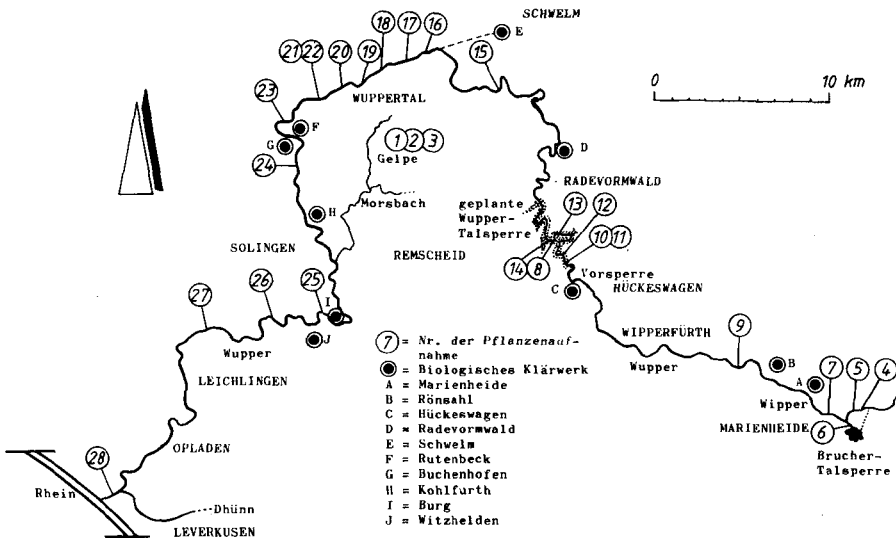 SCHWELM
E
18 17 16
21 22 20 19
15
0 10 km
WUPPERTAL
23
F
1 2 3
G
Gelpe
D
24
RADEVORMWALD
Morsbach
geplante
Wupper-
Talsperre
13 12
H
SOLINGEN
REMSCHEID
10 11
14 8
Vorsperre
HÜCKESWAGEN
C
27 26 25
I
J
Wupper
LEICHLINGEN
WIPPERFÜRTH
Wupper
9
B
A
7 5 4
Wipper
MARIENHEIDE
6
Brucher-
Talsperre
7 = Nr. der Pflanzenauf-
nahme
= Biologisches Klärwerk
A = Marienheide
B = Rönsahl
C = Hückeswagen
D = Radevormwald
E = Schwelm
F = Rutenbeck
G = Buchenhofen
H = Kohlfurth
I = Burg
J = Witzhelden
OPLADEN
28
Rhein
Dhünn
LEVERKUSEN